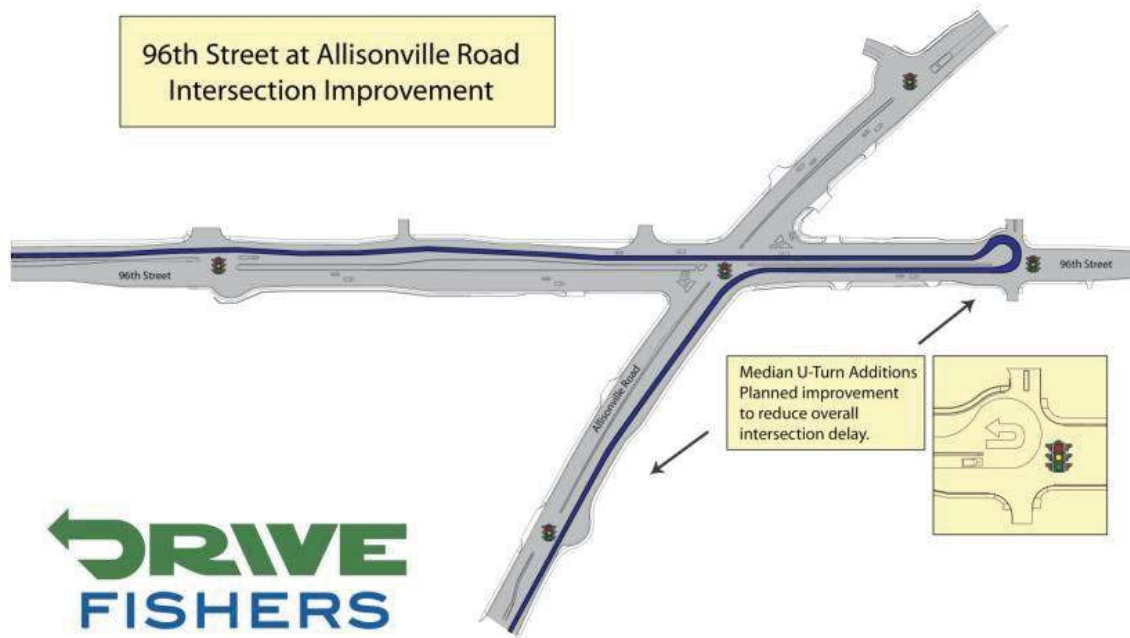 96th Street at Allisonville Road
Intersection Improvement
96th Street
96th Street
Allisonville Road
Median U-Turn Additions
Planned improvement
to reduce overall
intersection delay.
DRIVE
FISHERS